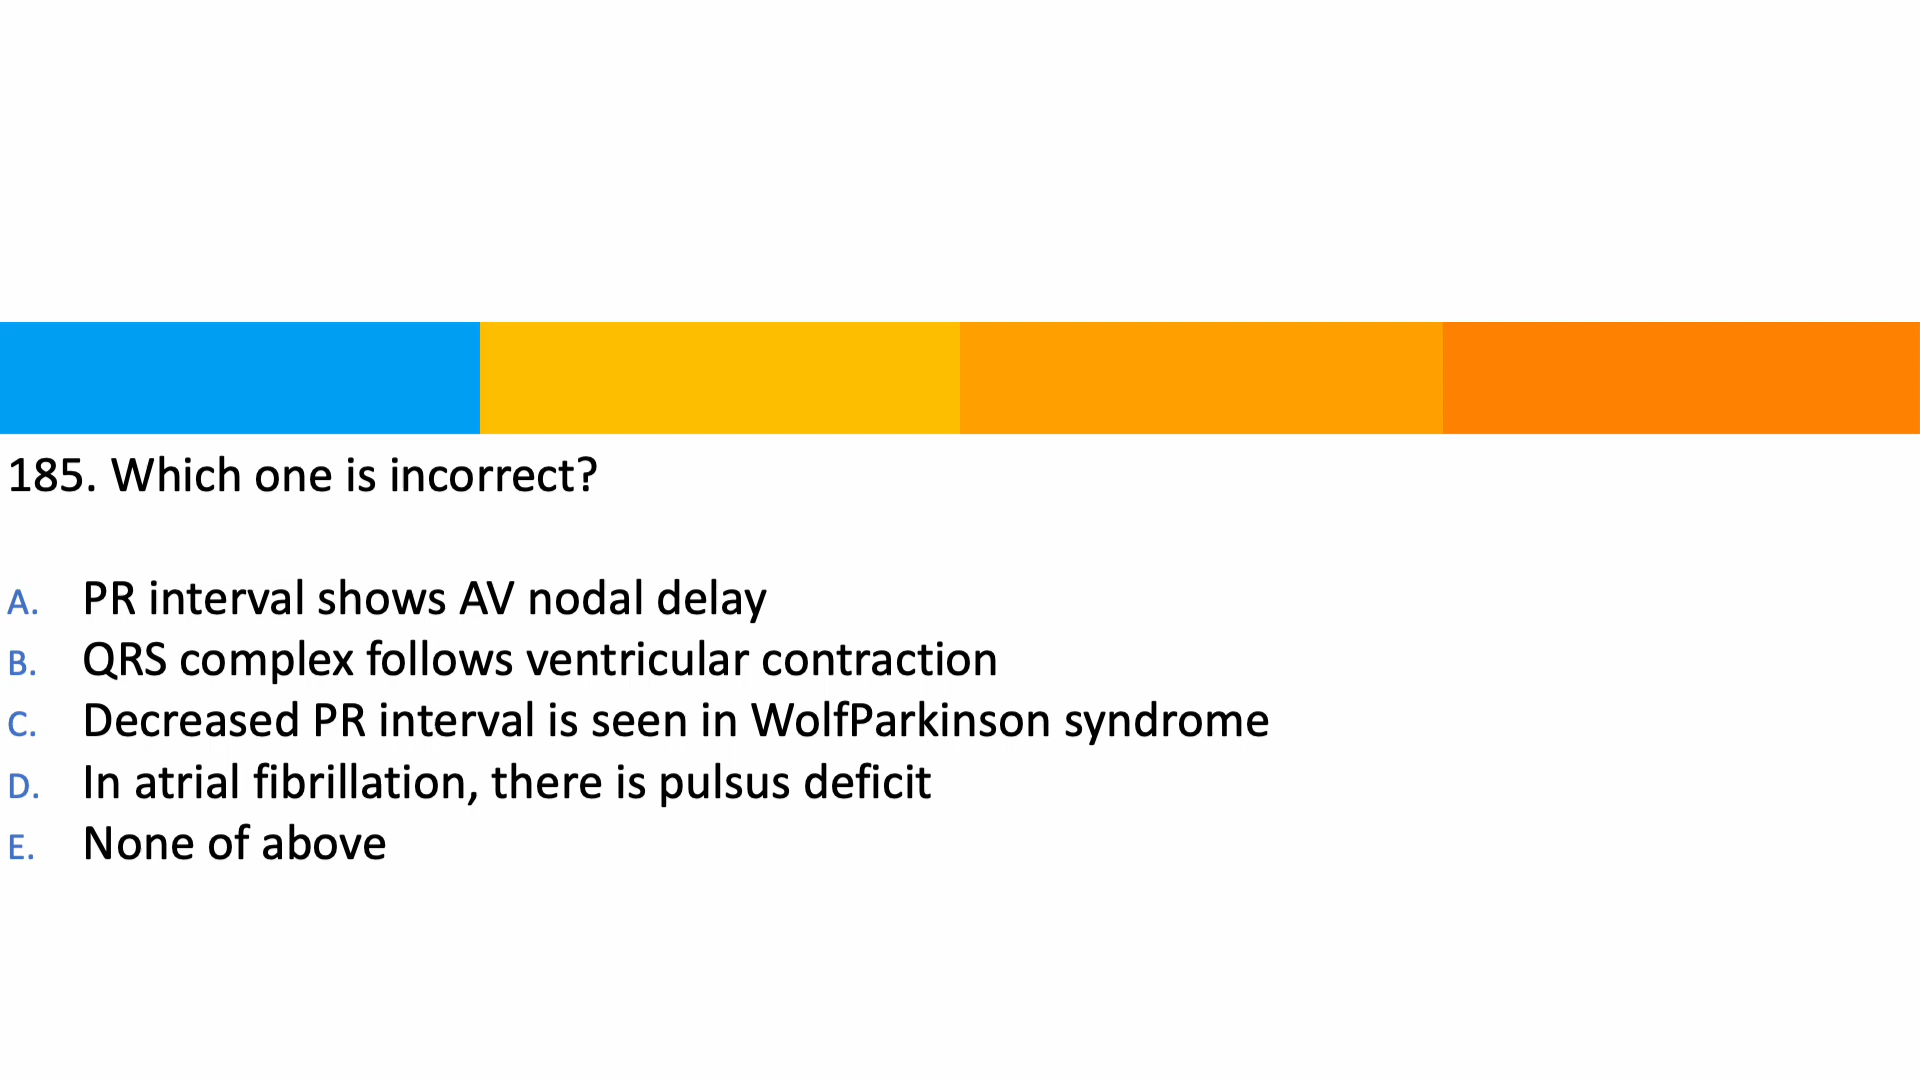 185. Which one is incorrect?
A. PR interval shows AV nodal delay
B. QRS complex follows ventricular contraction
C. Decreased PR interval is seen in WolfParkinson syndrome
D. In atrial fibrillation, there is pulsus deficit
E. None of above